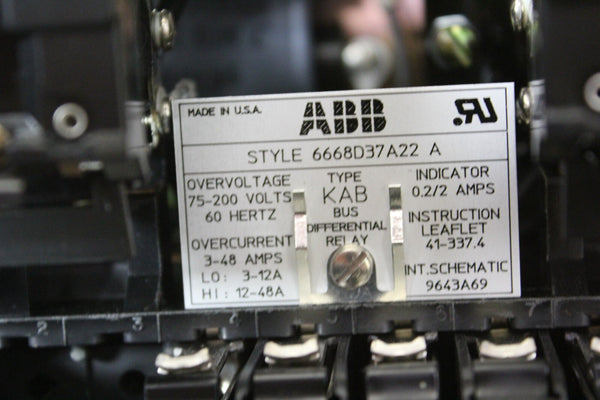 MADE IN U.S.A.
ABB
RU
STYLE 6668D37A22 A
OVERVOLTAGE
75-200 VOLTS
60 HERTZ
OVERCURRENT
3-48 AMPS
LO: 3-12A
HI: 12-48A
TYPE
KAB
BUS
DIFFERENTIAL
RELAY
INDICATOR
0.2/2 AMPS
INSTRUCTION
LEAFLET
41-337.4
INT.SCHEMATIC
9643A69
2 3 4 5 6 7